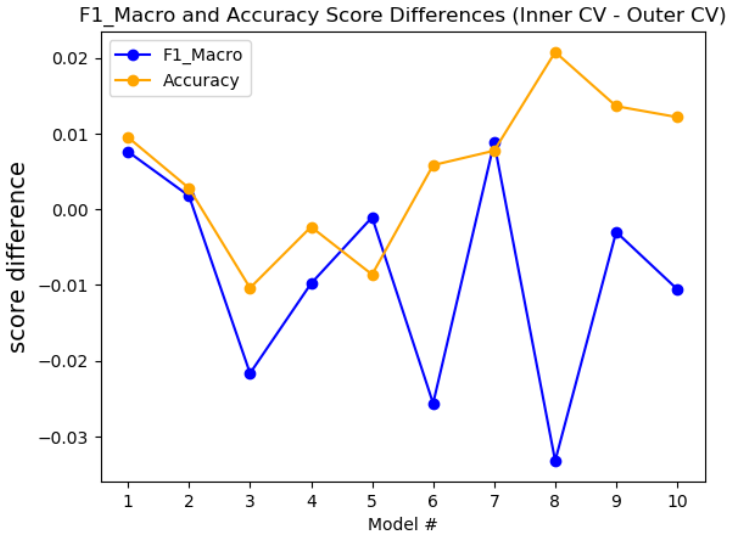 F1_Macro and Accuracy Score Differences (Inner CV - Outer CV)
F1_Macro
Accuracy
score difference
0.02
0.01
0.00
−0.01
−0.02
−0.03
1 2 3 4 5 6 7 8 9 10
Model #